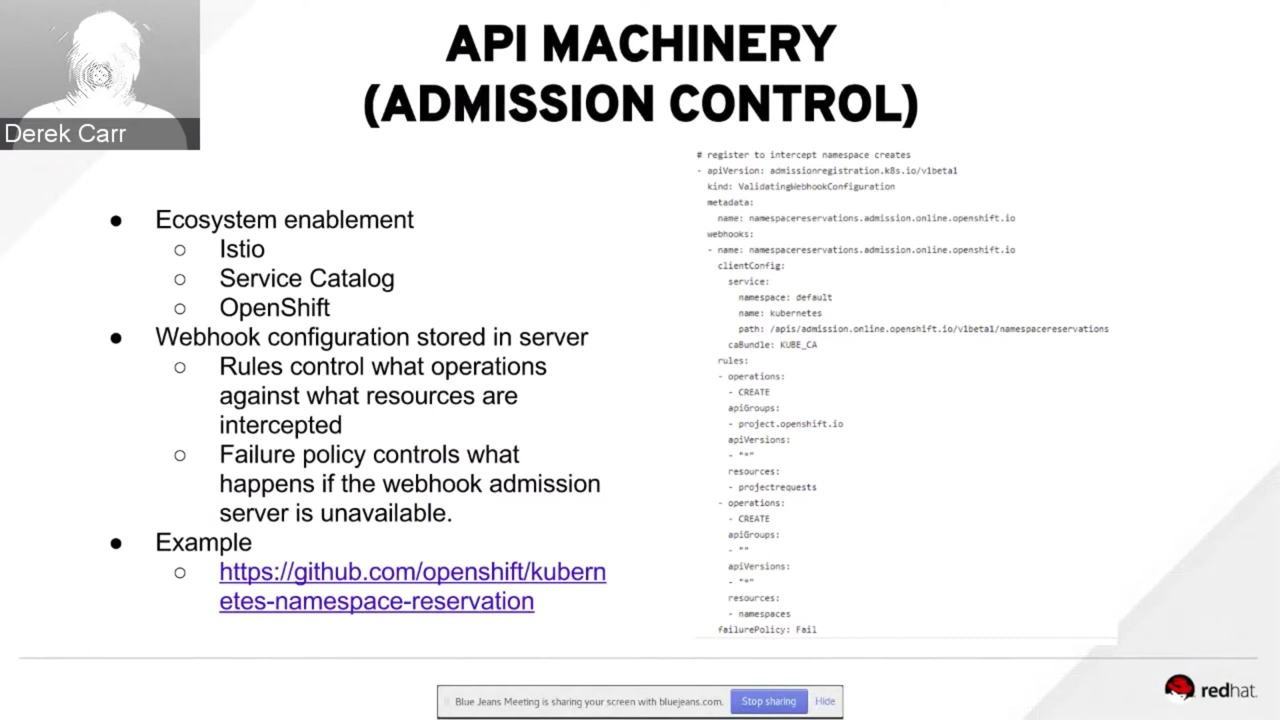 API MACHINERY
(ADMISSION CONTROL)
Derek Carr
● Ecosystem enablement
○ Istio
○ Service Catalog
○ OpenShift
● Webhook configuration stored in server
○ Rules control what operations
against what resources are
intercepted
○ Failure policy controls what
happens if the webhook admission
server is unavailable.
● Example
○ https://github.com/openshift/kubern
etes-namespace-reservation
# register to intercept namespace creates
- apiVersion: admissionregistration.k8s.io/v1beta1
kind: ValidatingWebhookConfiguration
metadata:
name: namespacereservations.admission.online.openshift.io
webhooks:
- name: namespacereservations.admission.online.openshift.io
clientConfig:
service:
namespace: default
name: kubernetes
path: /apis/admission.online.openshift.io/v1beta1/namespacereservations
caBundle: KUBE_CA
rules:
- operations:
- CREATE
apiGroups:
- project.openshift.io
apiVersions:
- "*"
resources:
- projectrequests
- operations:
- CREATE
apiGroups:
- ""
apiVersions:
- "*"
resources:
- namespaces
failurePolicy: Fail
redhat.
Blue Jeans Meeting is sharing your screen with bluejeans.com. Stop sharing Hide